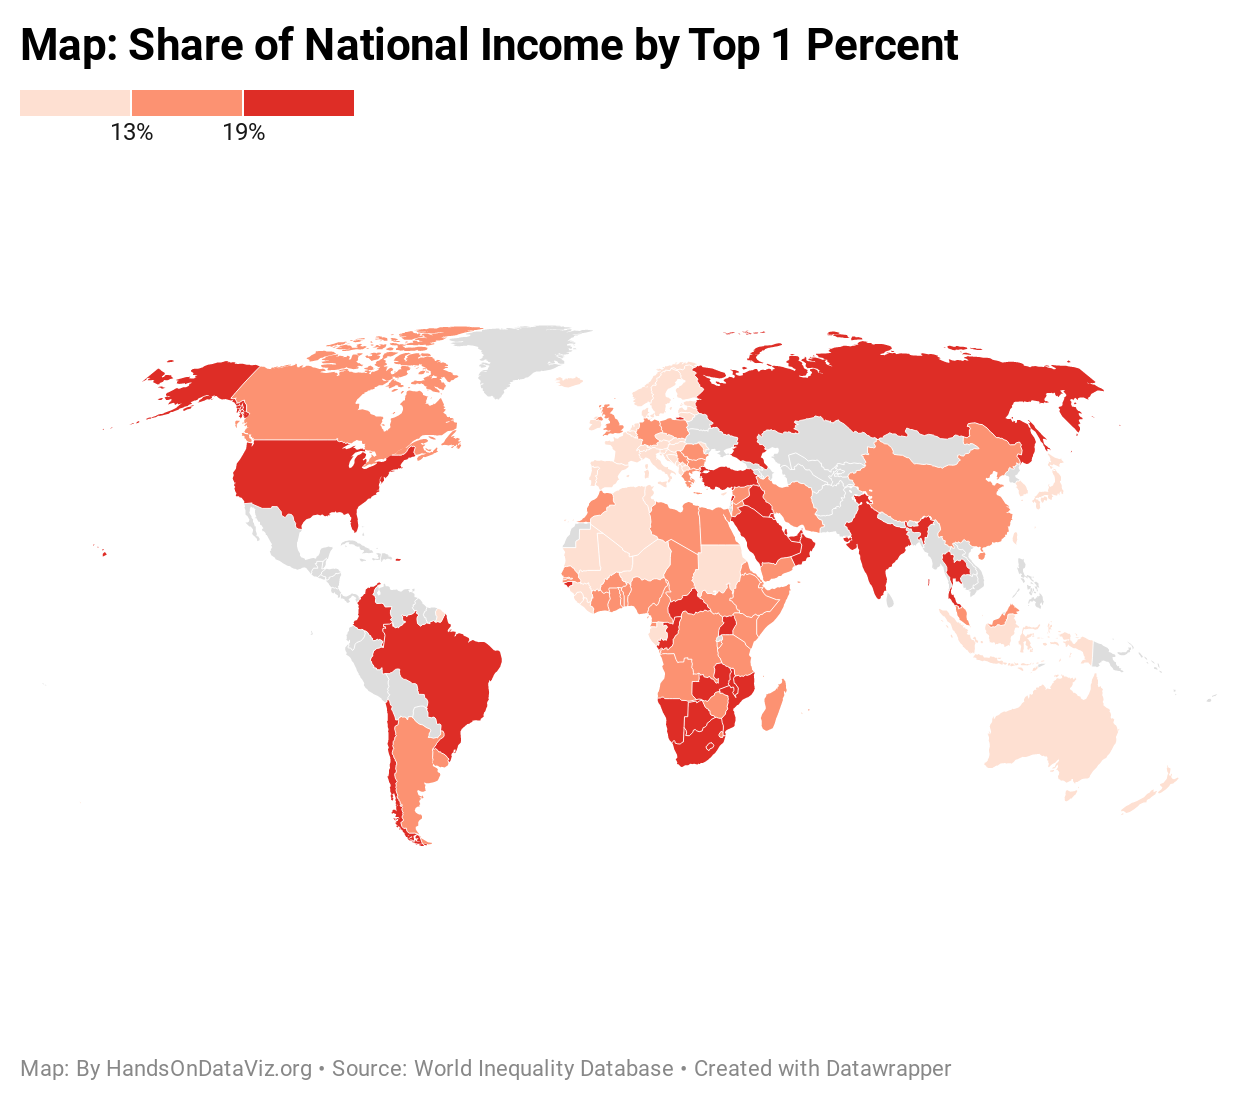 Map: Share of National Income by Top 1 Percent
13% 19%
Map: By HandsOnDataViz.org • Source: World Inequality Database • Created with Datawrapper